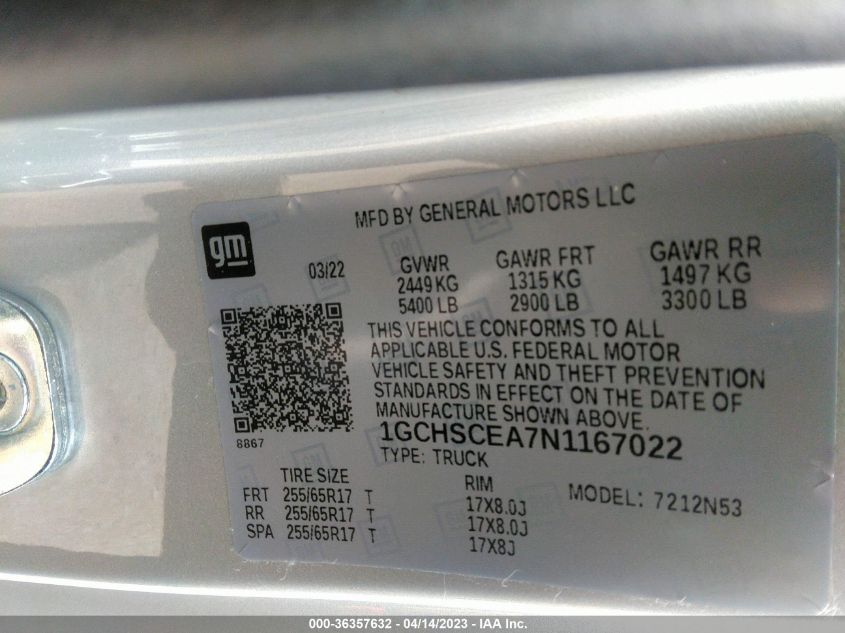 MFD BY GENERAL MOTORS LLC
gm
03/22
GVWR GAWR FRT GAWR RR
2449 KG 1315 KG 1497 KG
5400 LB 2900 LB 3300 LB
THIS VEHICLE CONFORMS TO ALL
APPLICABLE U.S. FEDERAL MOTOR
VEHICLE SAFETY AND THEFT PREVENTION
STANDARDS IN EFFECT ON THE DATE OF
MANUFACTURE SHOWN ABOVE.
8867
1GCHSCEA7N1167022
TYPE: TRUCK
TIRE SIZE RIM
FRT 255/65R17 T 17X8.0J
RR 255/65R17 T 17X8.0J
SPA 255/65R17 T 17X8J
MODEL: 7212N53
000-36357632 - 04/14/2023 - IAA Inc.